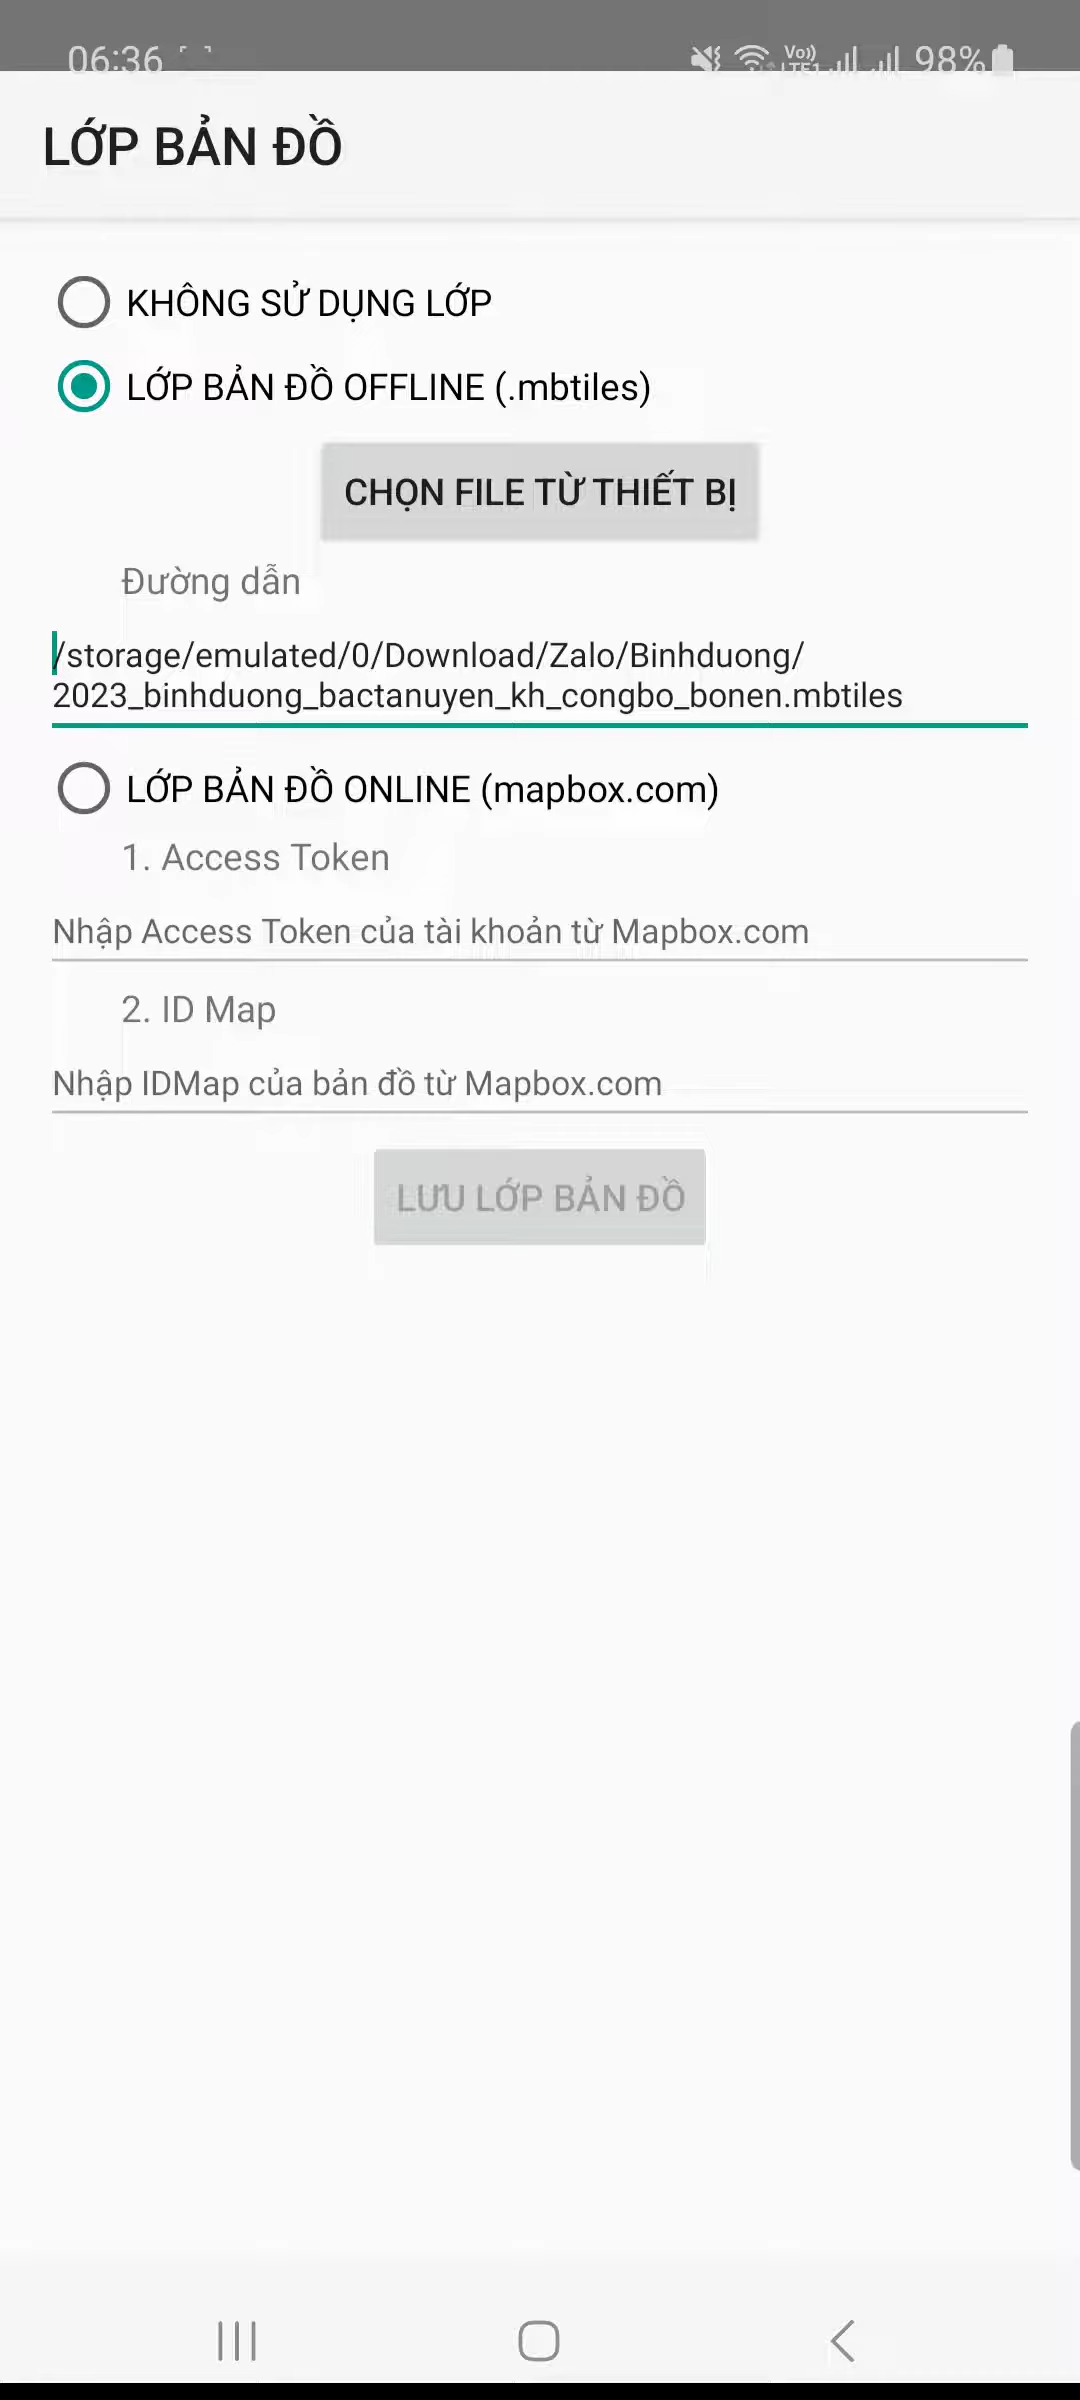 06:36
Vo))
LTE1
98%
LỚP BẢN ĐỒ
KHÔNG SỬ DỤNG LỚP
LỚP BẢN ĐỒ OFFLINE (.mbtiles)
CHỌN FILE TỪ THIẾT BỊ
Đường dẫn
/storage/emulated/0/Download/Zalo/Binhduong/
2023_binhduong_bactanuyen_kh_congbo_bonen.mbtiles
LỚP BẢN ĐỒ ONLINE (mapbox.com)
1. Access Token
Nhập Access Token của tài khoản từ Mapbox.com
2. ID Map
Nhập IDMap của bản đồ từ Mapbox.com
LƯU LỚP BẢN ĐỒ